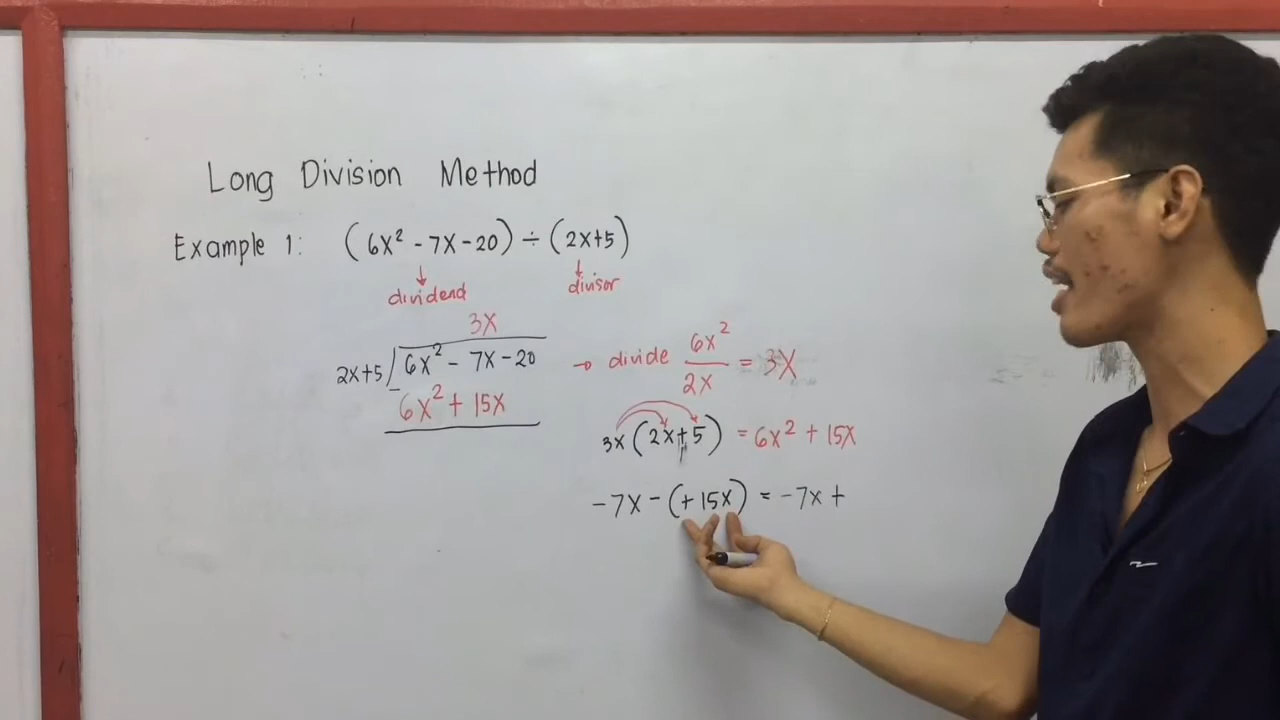 Long Division Method
Example 1: (6x² - 7x - 20) ÷ (2x+5)
dividend divisor
3x
2x+5 6x² - 7x - 20 → divide 6x²/2x = 3x
6x² + 15x
3x (2x+5) = 6x² + 15x
-7x - (+15x) = -7x +